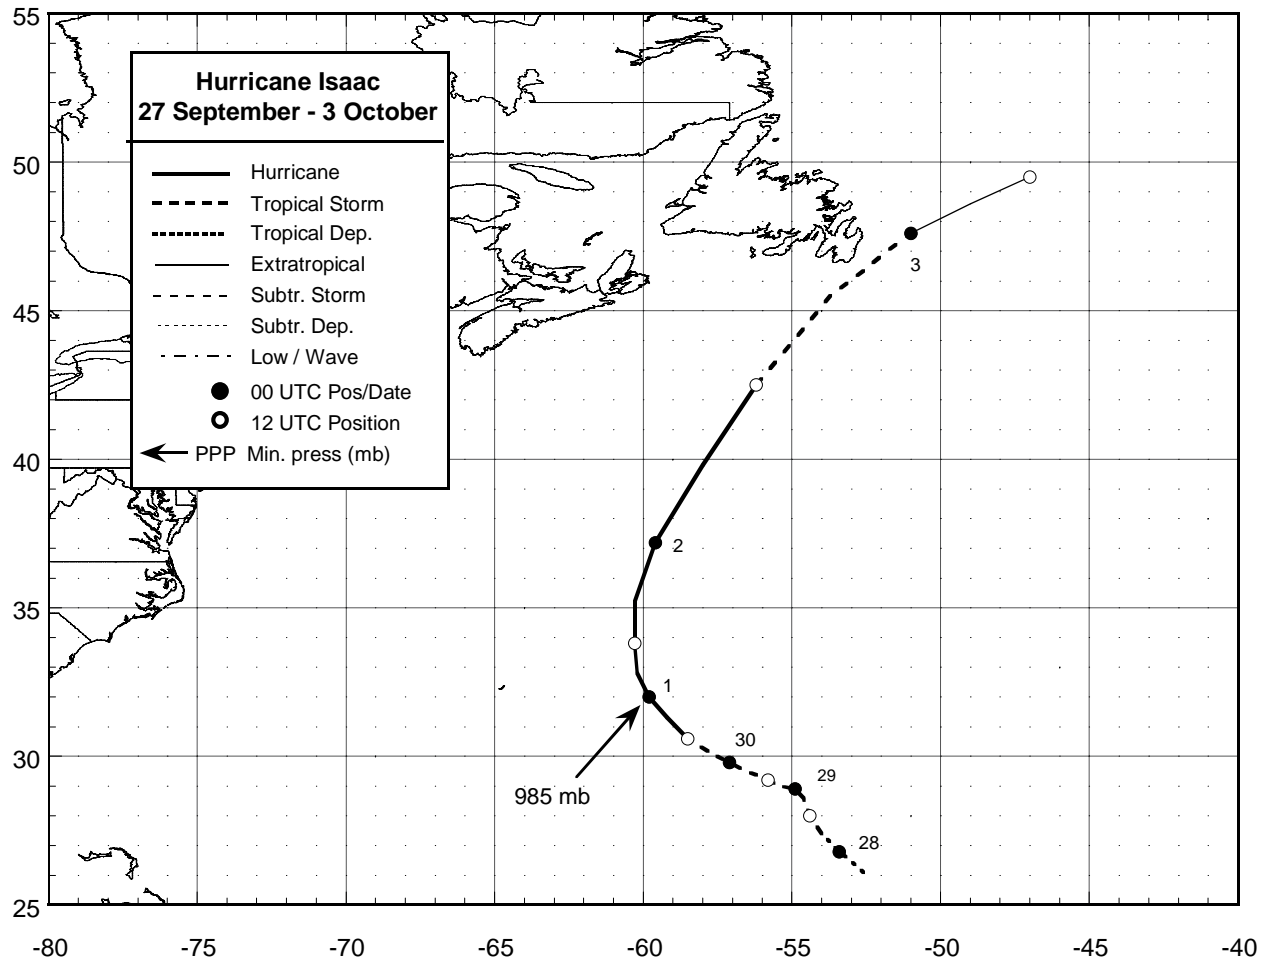 55
Hurricane Isaac
27 September - 3 October
Hurricane
Tropical Storm
Tropical Dep.
Extratropical
Subtr. Storm
Subtr. Dep.
Low / Wave
00 UTC Pos/Date
12 UTC Position
PPP Min. press (mb)
50
3
45
40
2
35
1
30
30
985 mb
29
28
25
-80 -75 -70 -65 -60 -55 -50 -45 -40